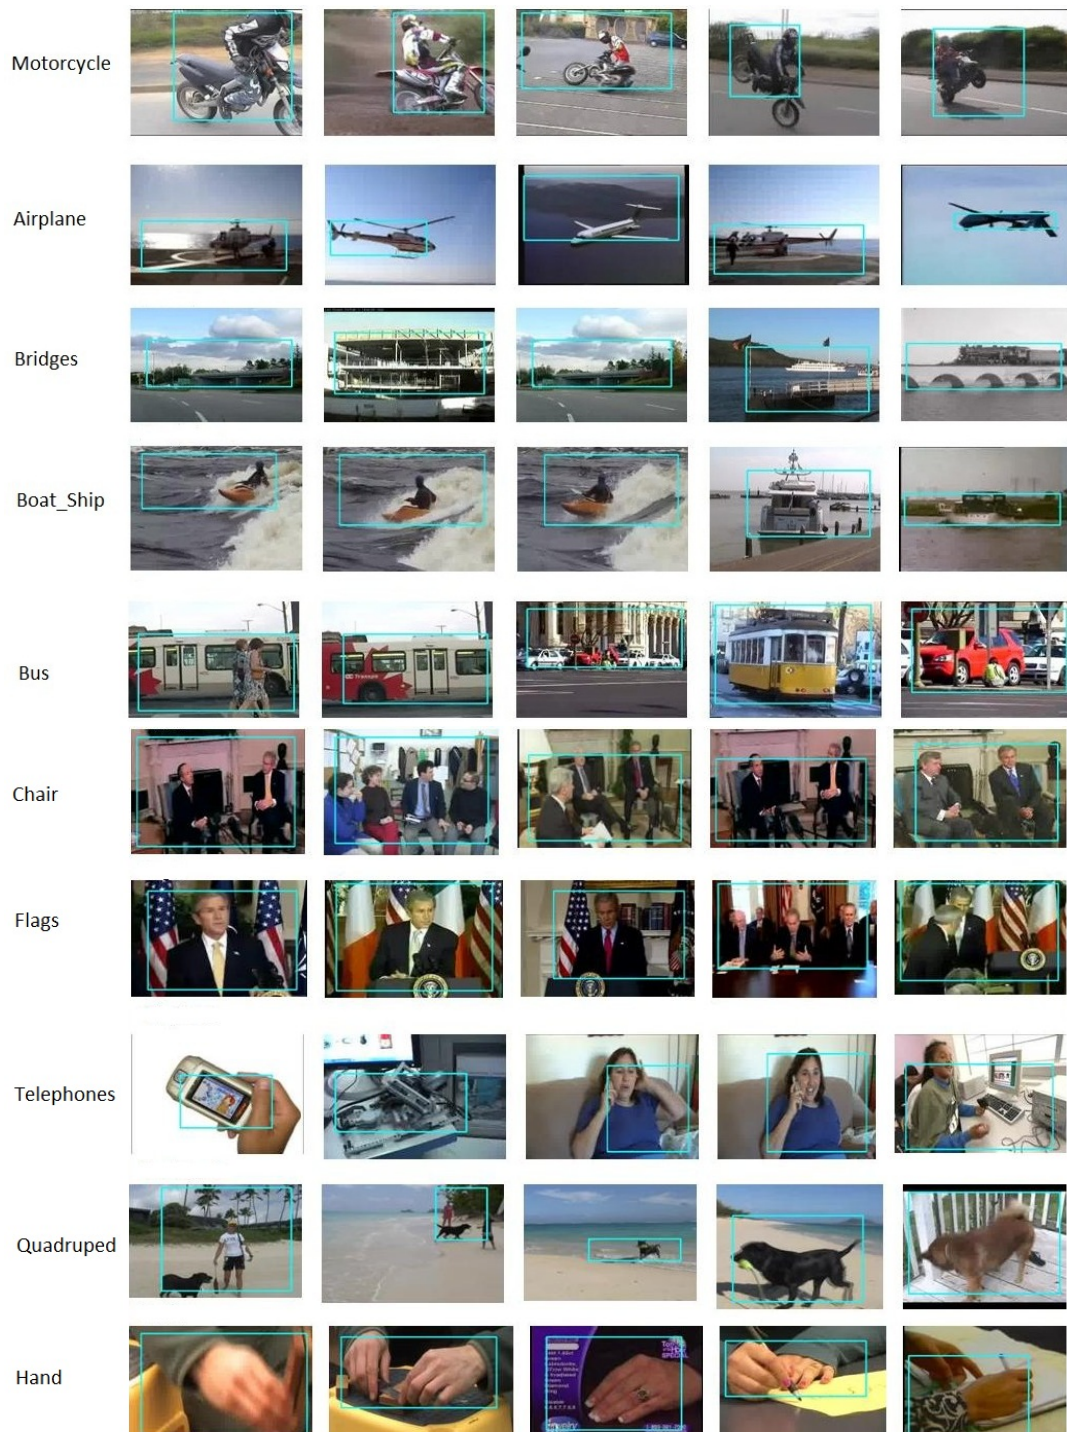 Motorcycle
Airplane
Bridges
Boat_Ship
Bus
Chair
Flags
Telephones
Quadruped
Hand